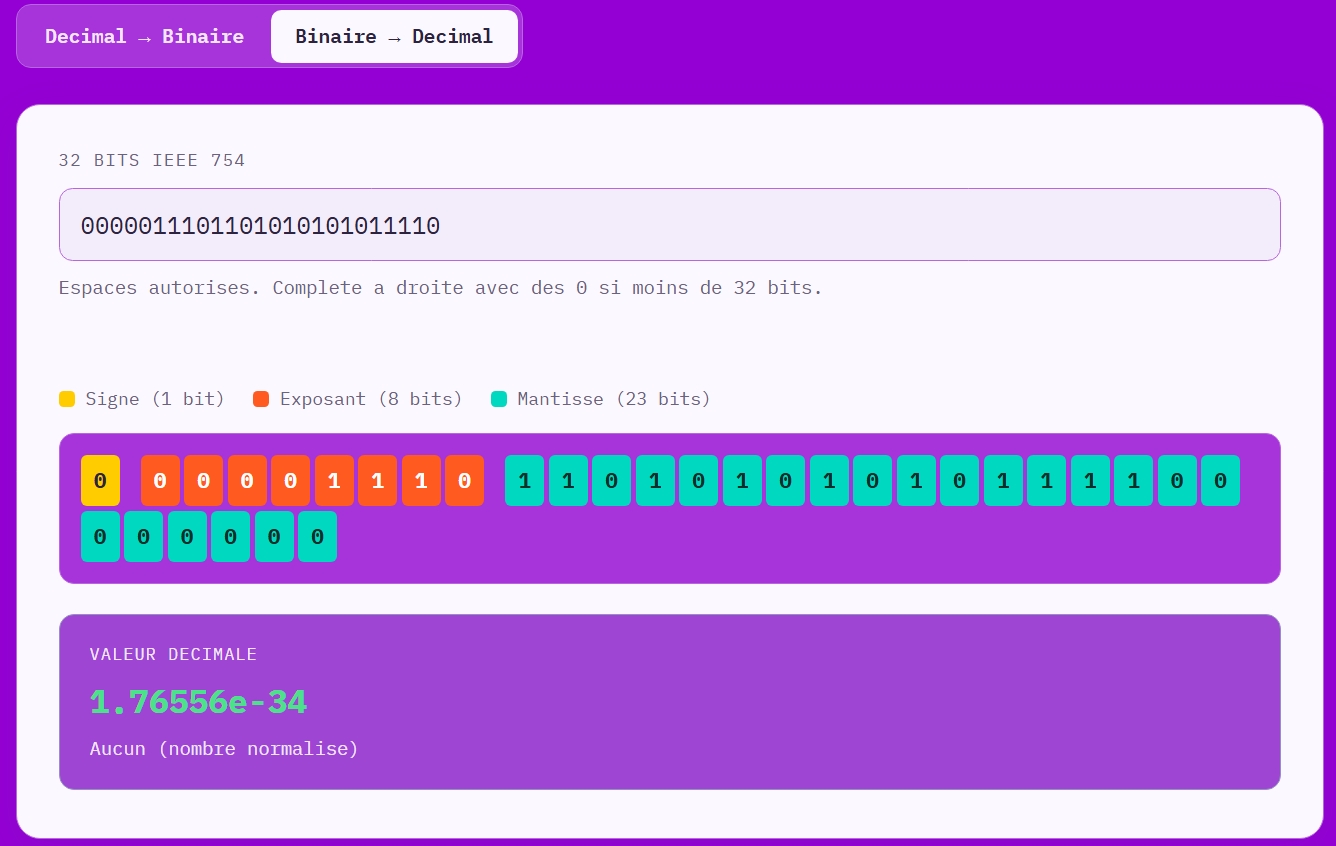 Decimal → Binaire
Binaire → Decimal
32 BITS IEEE 754
0000011101101010101011110
Espaces autorises. Complete a droite avec des 0 si moins de 32 bits.
Signe (1 bit) Exposant (8 bits) Mantisse (23 bits)
0 0 0 0 0 1 1 1 0 1 1 0 1 0 1 0 1 0 1 0 1 1 1 1 0 0
0 0 0 0 0 0
VALEUR DECIMALE
1.76556e-34
Aucun (nombre normalise)